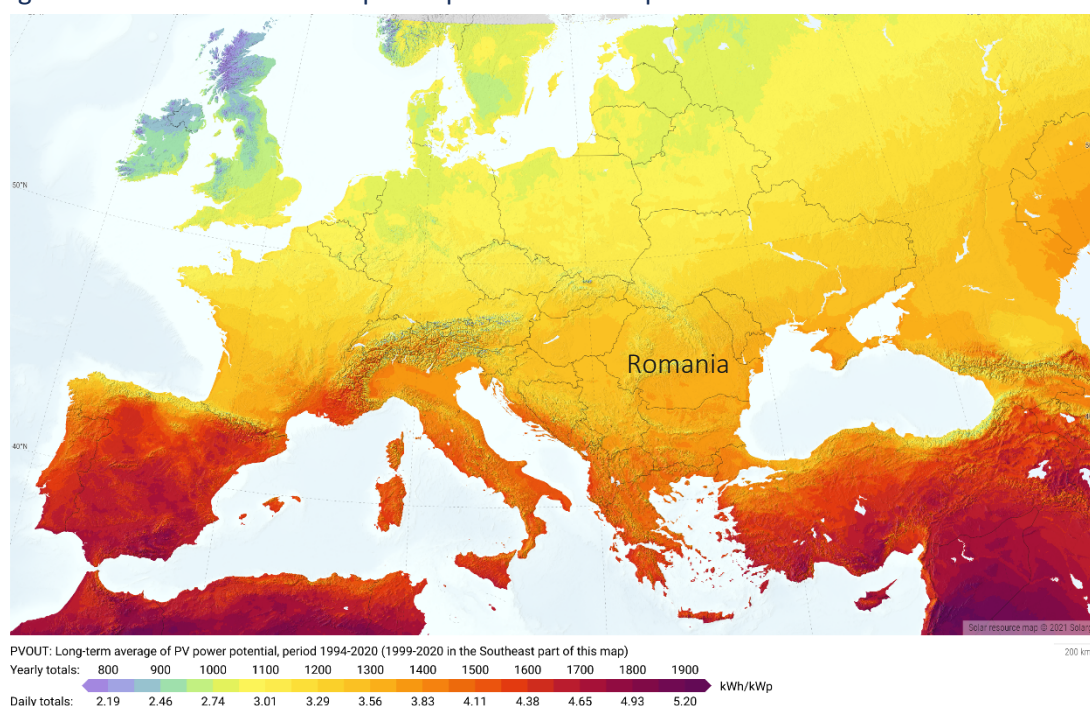 50°N
Romania
40°N
Solar resource map © 2021 Solarg
PVOUT: Long-term average of PV power potential, period 1994-2020 (1999-2020 in the Southeast part of this map)
200 km
Yearly totals: 800 900 1000 1100 1200 1300 1400 1500 1600 1700 1800 1900
kWh/kWp
Daily totals: 2.19 2.46 2.74 3.01 3.29 3.56 3.83 4.11 4.38 4.65 4.93 5.20